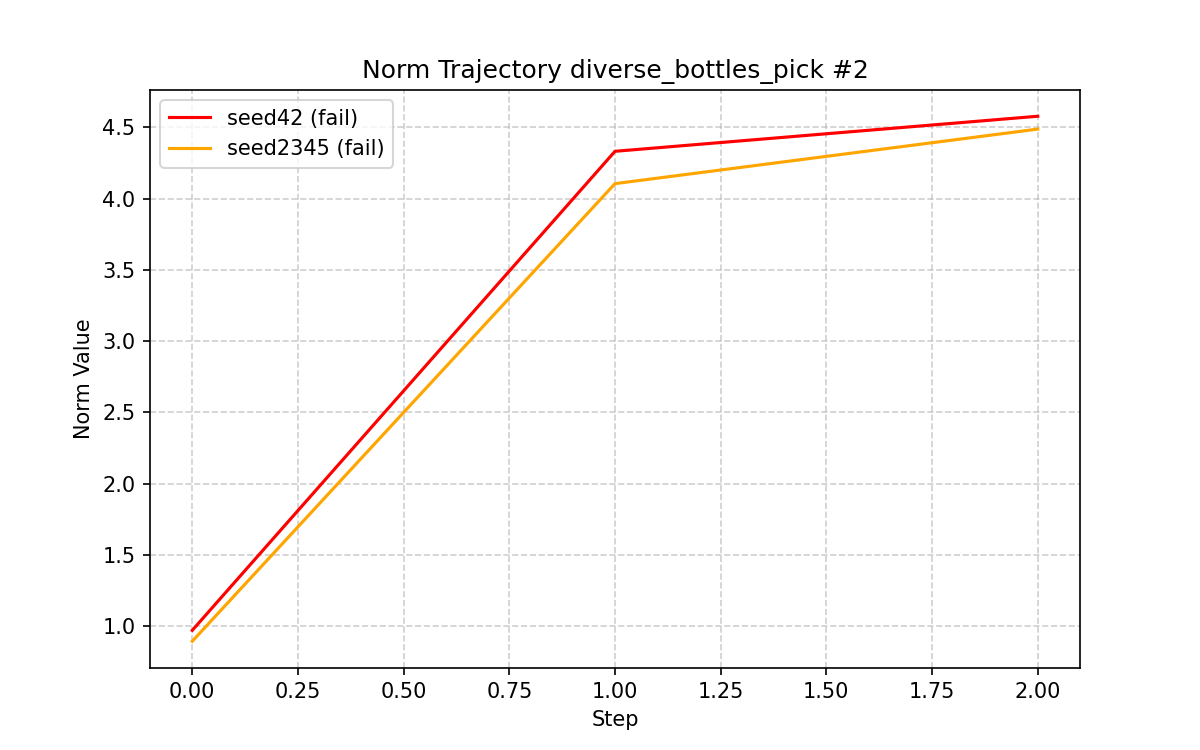 Norm Trajectory diverse_bottles_pick #2
seed42 (fail)
seed2345 (fail)
Norm Value
4.5
4.0
3.5
3.0
2.5
2.0
1.5
1.0
0.00 0.25 0.50 0.75 1.00 1.25 1.50 1.75 2.00
Step